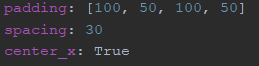 padding: [100, 50, 100, 50]
spacing: 30
center_x: True